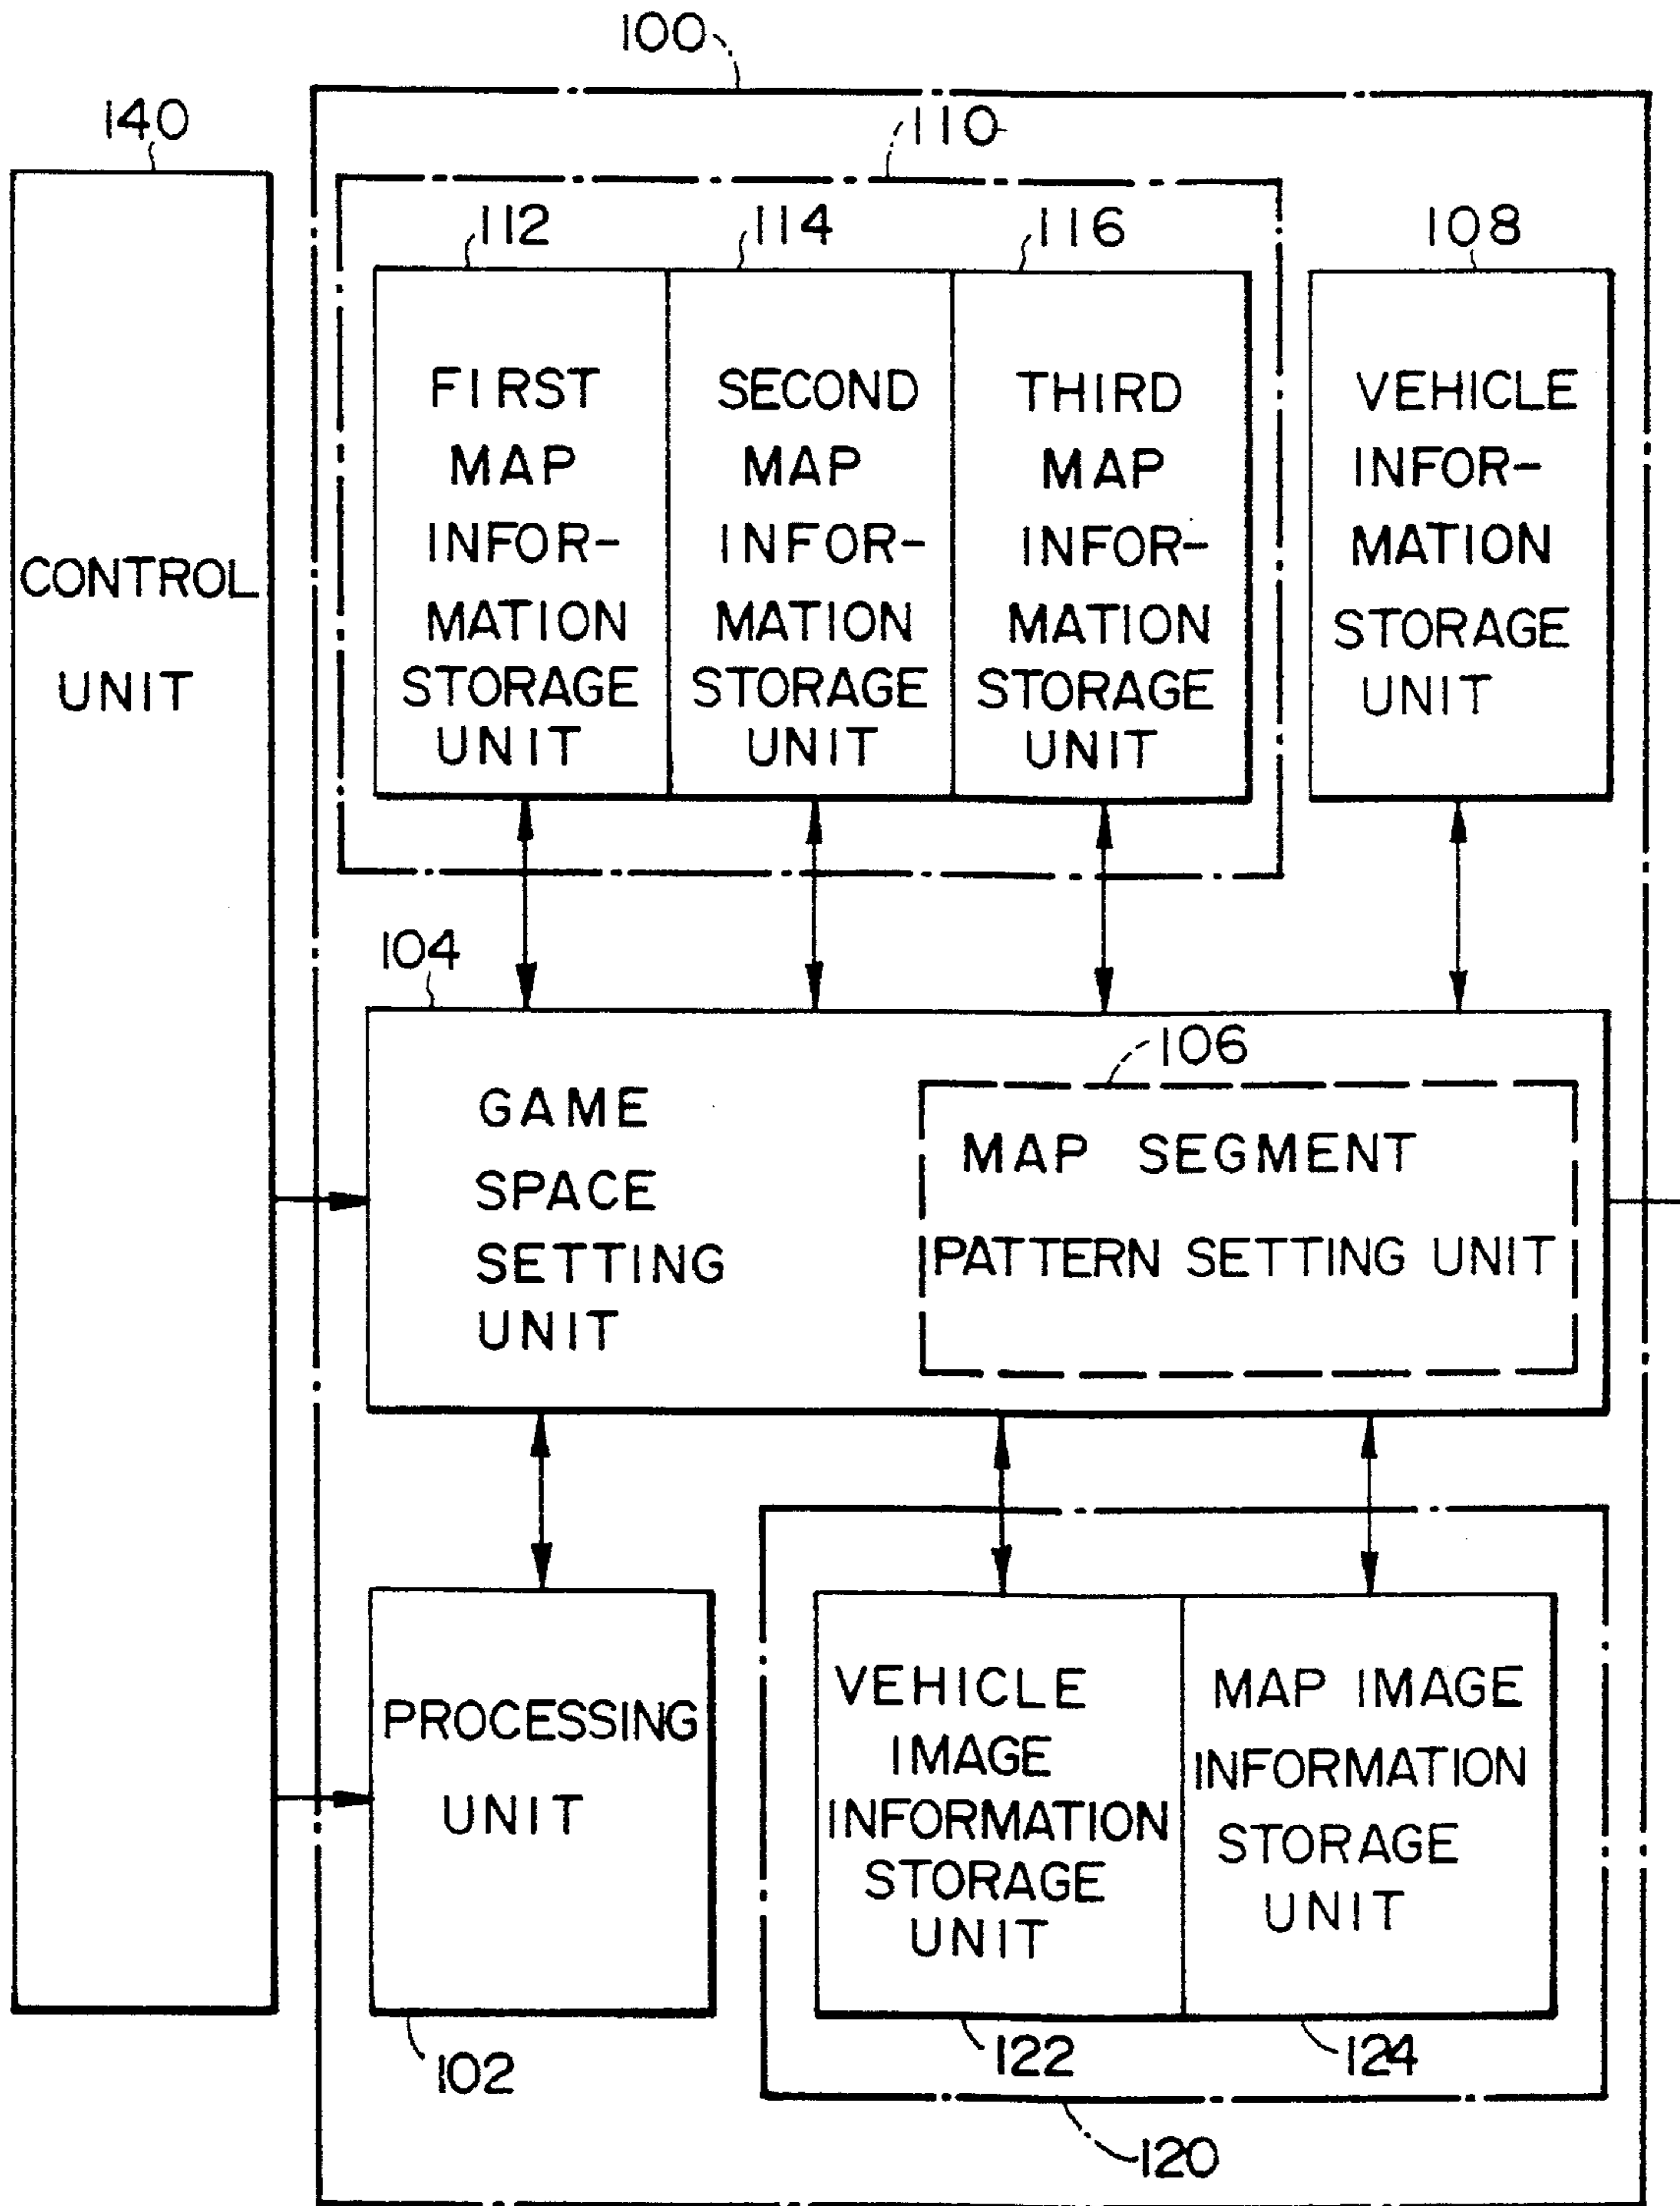 100
140
110
112
114
116
108
FIRST
MAP
INFOR-
MATION
STORAGE
UNIT
SECOND
MAP
INFOR-
MATION
STORAGE
UNIT
THIRD
MAP
INFOR-
MATION
STORAGE
UNIT
VEHICLE
INFOR-
MATION
STORAGE
UNIT
CONTROL
UNIT
104
106
GAME
SPACE
SETTING
UNIT
MAP SEGMENT
PATTERN SETTING UNIT
PROCESSING
UNIT
VEHICLE
IMAGE
INFORMATION
STORAGE
UNIT
MAP IMAGE
INFORMATION
STORAGE
UNIT
102
122
124
120